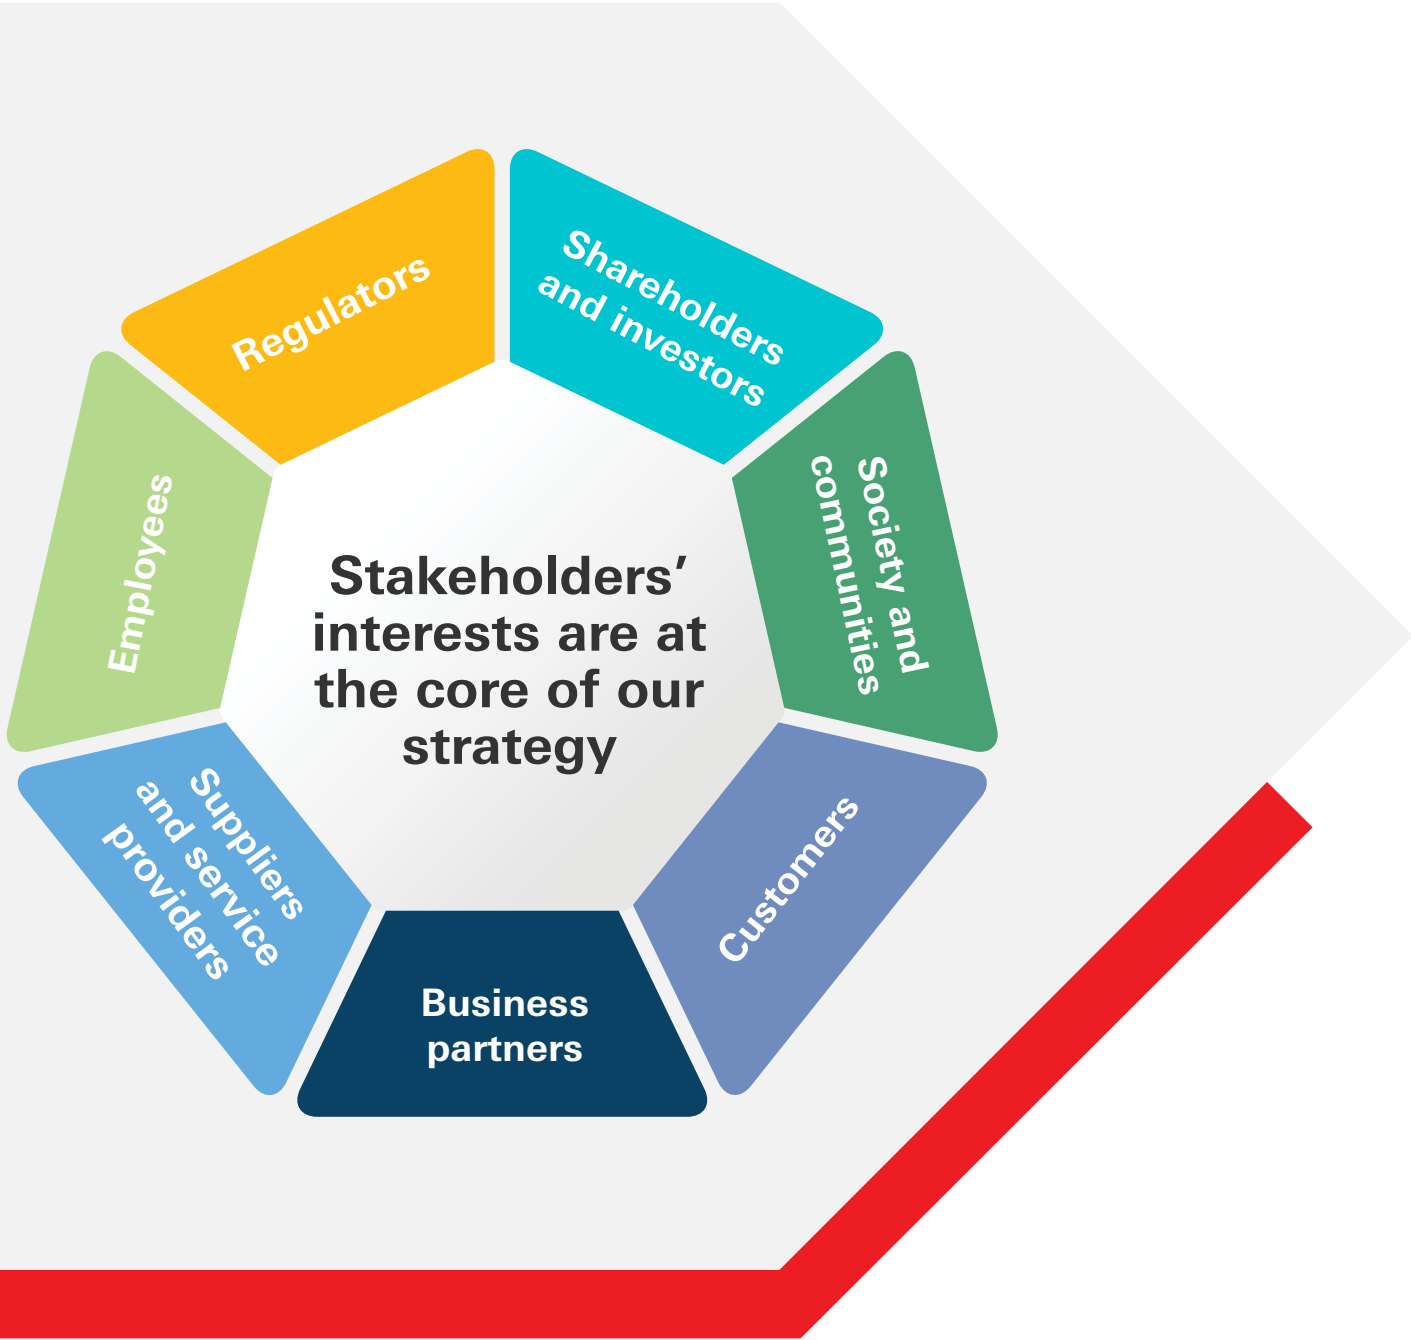 Regulators
Shareholders
and investors
Society and
communities
Customers
Business
partners
Suppliers
and service
providers
Employees
Stakeholders’
interests are at
the core of our
strategy